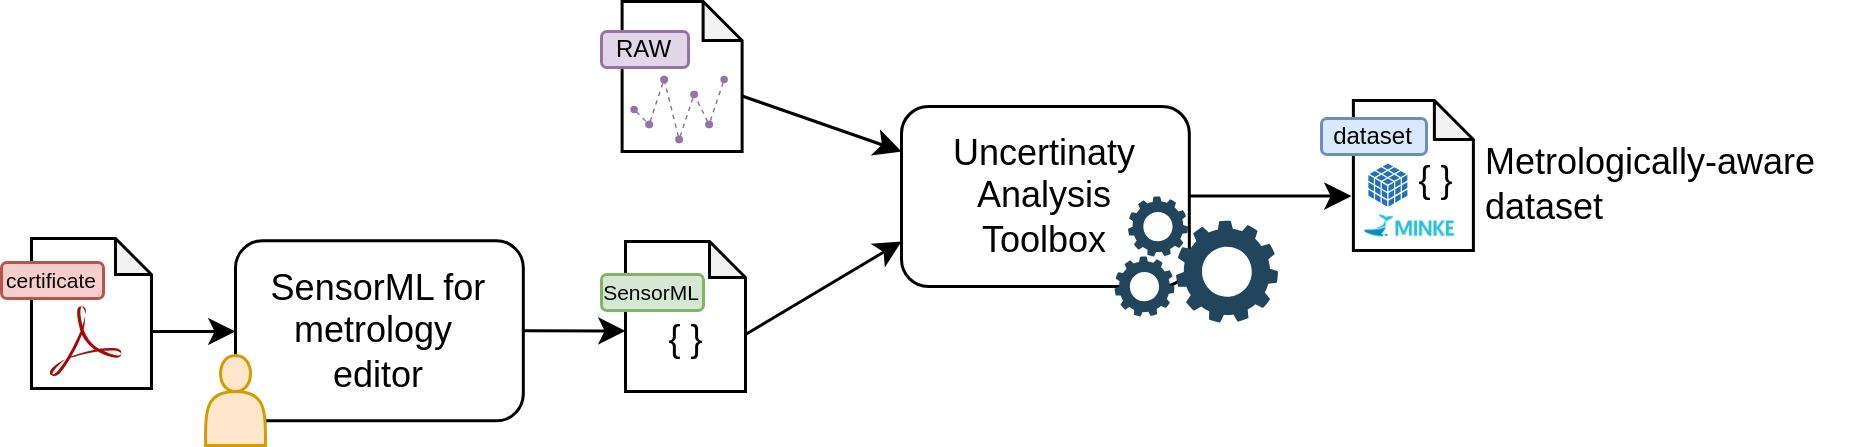 RAW
certificate
SensorML for
metrology
editor
SensorML
{ }
Uncertinaty
Analysis
Toolbox
dataset
{ }
MINKE
Metrologically-aware
dataset